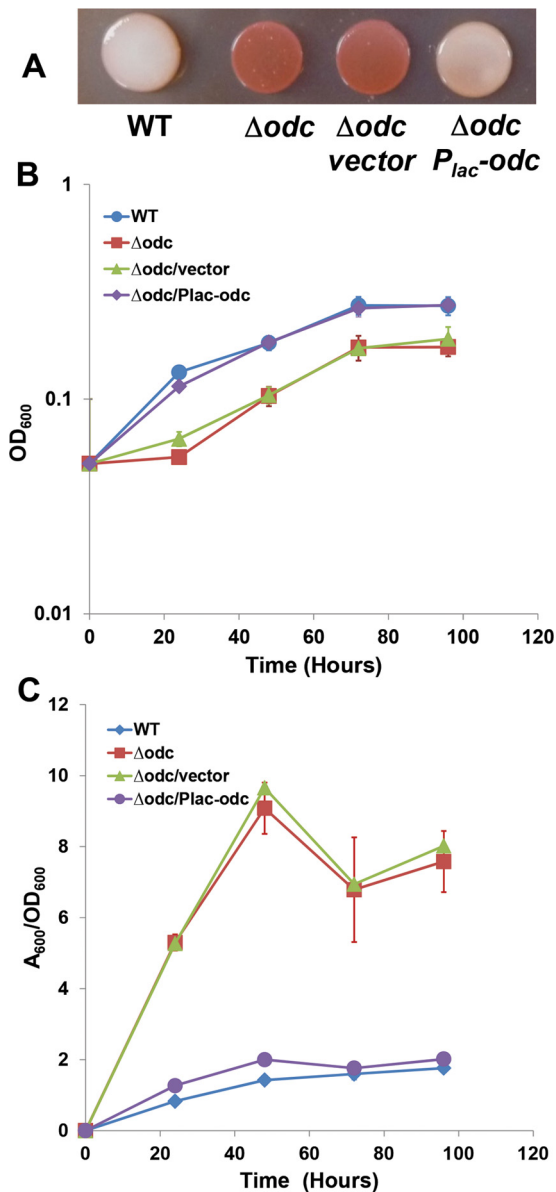 A
WT
Δodc
Δodc
vector
Δodc
Plac-odc
B
1
0.1
0.01
OD600
WT
Δodc
Δodc/vector
Δodc/Plac-odc
0 20 40 60 80 100 120
Time (Hours)
C
12
10
8
6
4
2
0
A600/OD600
WT
Δodc
Δodc/vector
Δodc/Plac-odc
0 20 40 60 80 100 120
Time (Hours)